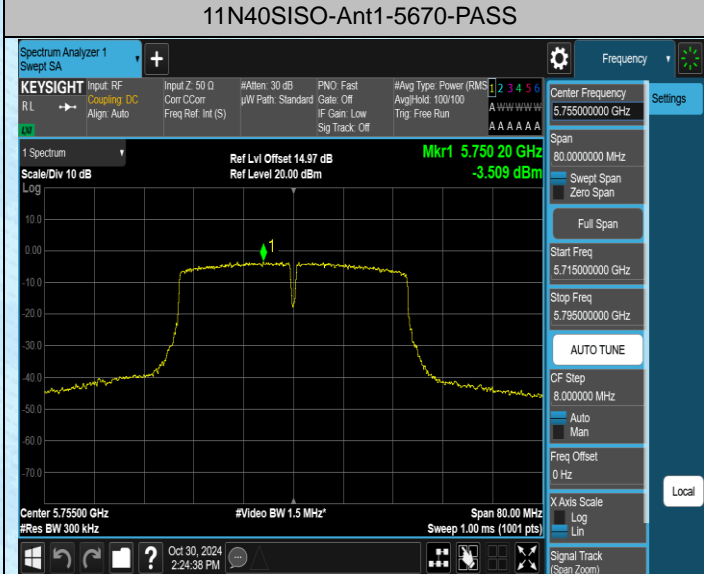 11N40SISO-Ant1-5670-PASS
Spectrum Analyzer 1
Swept SA
Frequency
KEYSIGHT
RL
LXI
Input: RF
Coupling: DC
Align: Auto
Input Z: 50 Ω
Corr CCorr
Freq Ref: Int (S)
#Atten: 30 dB
µW Path: Standard
PNO: Fast
Gate: Off
IF Gain: Low
Sig Track: Off
#Avg Type: Power (RMS
Avg|Hold: 100/100
Trig: Free Run
1 2 3 4 5 6
A W W W W W
A A A A A A
1 Spectrum
Scale/Div 10 dB
Log
Ref Lvl Offset 14.97 dB
Ref Level 20.00 dBm
Mkr1 5.750 20 GHz
-3.509 dBm
1
10.0
0.00
-10.0
-20.0
-30.0
-40.0
-50.0
-60.0
-70.0
Center 5.75500 GHz
#Res BW 300 kHz
#Video BW 1.5 MHz*
Span 80.00 MHz
Sweep 1.00 ms (1001 pts)
Center Frequency
5.755000000 GHz
Settings
Span
80.0000000 MHz
Swept Span
Zero Span
Full Span
Start Freq
5.715000000 GHz
Stop Freq
5.795000000 GHz
AUTO TUNE
CF Step
8.000000 MHz
Auto
Man
Freq Offset
0 Hz
X Axis Scale
Log
Lin
Local
Signal Track
(Span Zoom)
?
Oct 30, 2024
2:24:38 PM